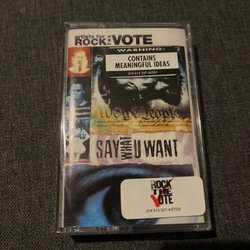 artists for
ROCK THE VOTE
WARNING:
CONTAINS
MEANINGFUL IDEAS
We the People
SAY WHAT U WANT
ROCK
THE
VOTE